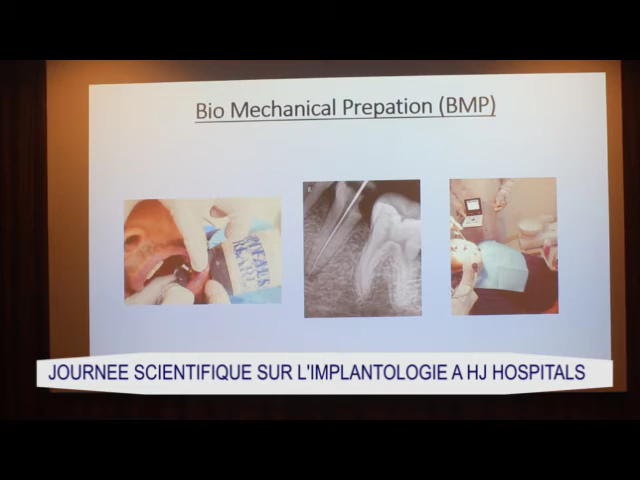 Bio Mechanical Prepation (BMP)
R
JOURNEE SCIENTIFIQUE SUR L'IMPLANTOLOGIE A HJ HOSPITALS